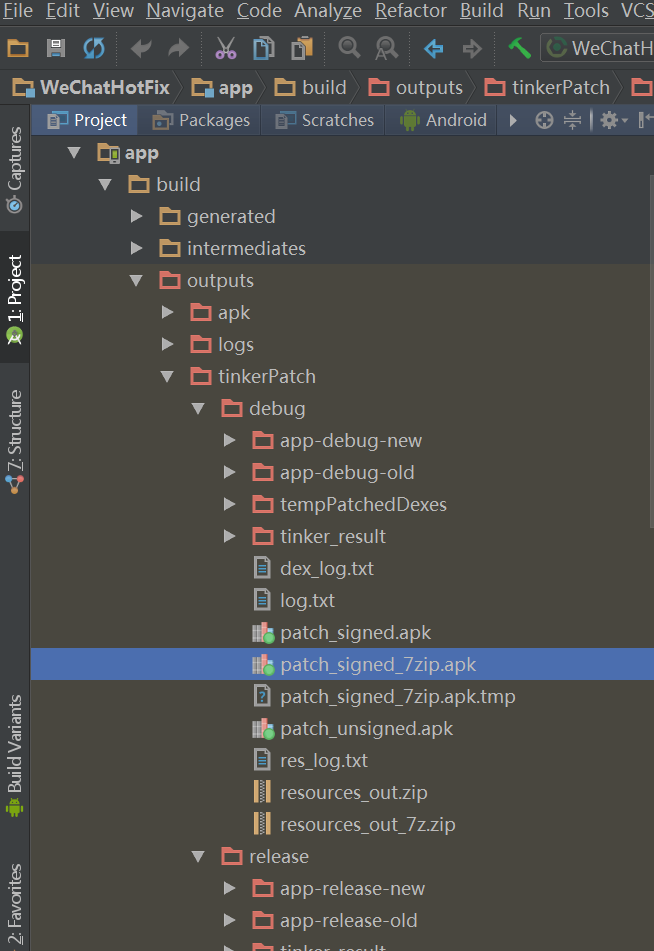 File Edit View Navigate Code Analyze Refactor Build Run Tools VCS
WeChatH
WeChatHotFix app build outputs tinkerPatch
Project Packages Scratches Android
app
build
generated
intermediates
outputs
apk
logs
tinkerPatch
debug
app-debug-new
app-debug-old
tempPatchedDexes
tinker_result
dex_log.txt
log.txt
patch_signed.apk
patch_signed_7zip.apk
patch_signed_7zip.apk.tmp
patch_unsigned.apk
res_log.txt
resources_out.zip
resources_out_7z.zip
release
app-release-new
app-release-old
tinker_result
Captures
1: Project
7: Structure
Build Variants
2: Favorites